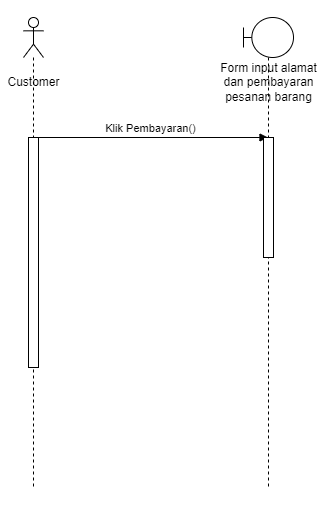 Customer
Form input alamat
dan pembayaran
pesanan barang
Klik Pembayaran()